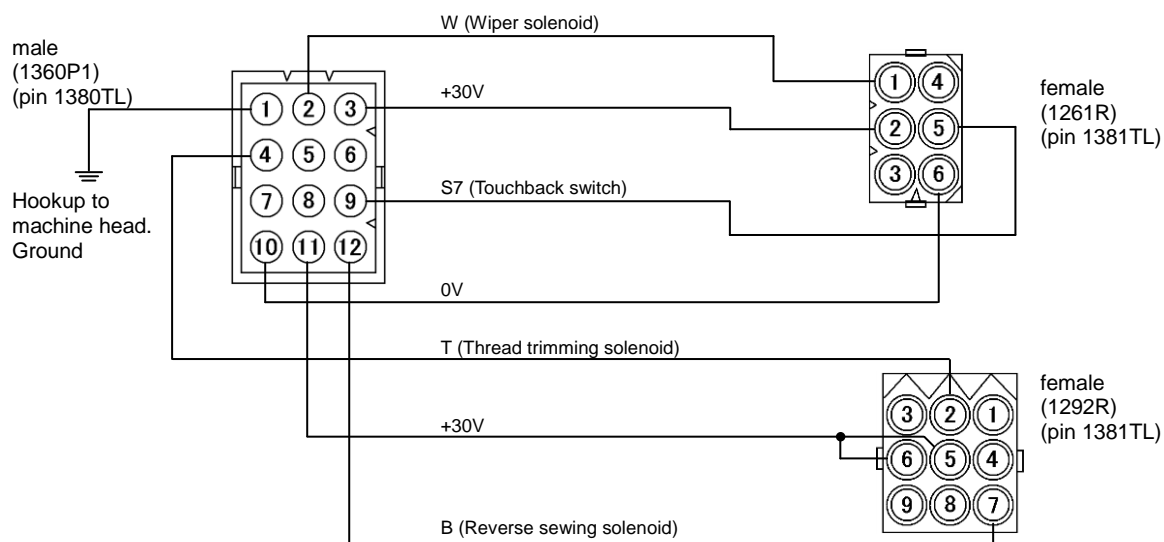 W (Wiper solenoid)
male
(1360P1)
(pin 1380TL)
+30V
1 2 3
4 5 6
7 8 9
10 11 12
Hookup to
machine head.
Ground
S7 (Touchback switch)
0V
1 4
2 5
3 6
female
(1261R)
(pin 1381TL)
T (Thread trimming solenoid)
+30V
B (Reverse sewing solenoid)
3 2 1
6 5 4
9 8 7
female
(1292R)
(pin 1381TL)